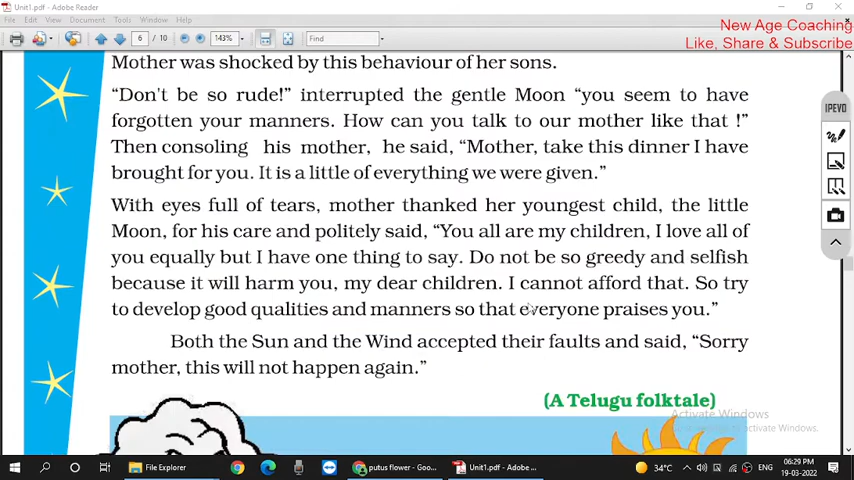 Unit1.pdf - Adobe Reader
File Edit View Document Tools Window Help
New Age Coaching
Like, Share & Subscribe
6 / 10 143% Find
IPEVO
Mother was shocked by this behaviour of her sons.
“Don't be so rude!” interrupted the gentle Moon “you seem to have
forgotten your manners. How can you talk to our mother like that !”
Then consoling his mother, he said, “Mother, take this dinner I have
brought for you. It is a little of everything we were given.”
With eyes full of tears, mother thanked her youngest child, the little
Moon, for his care and politely said, “You all are my children, I love all of
you equally but I have one thing to say. Do not be so greedy and selfish
because it will harm you, my dear children. I cannot afford that. So try
to develop good qualities and manners so that everyone praises you.”
Both the Sun and the Wind accepted their faults and said, “Sorry
mother, this will not happen again.”
(A Telugu folktale)
Activate Windows
activate Windows.
File Explorer
putus flower - Goo...
Unit1.pdf - Adobe ...
34°C
ENG
06:29 PM
19-03-2022